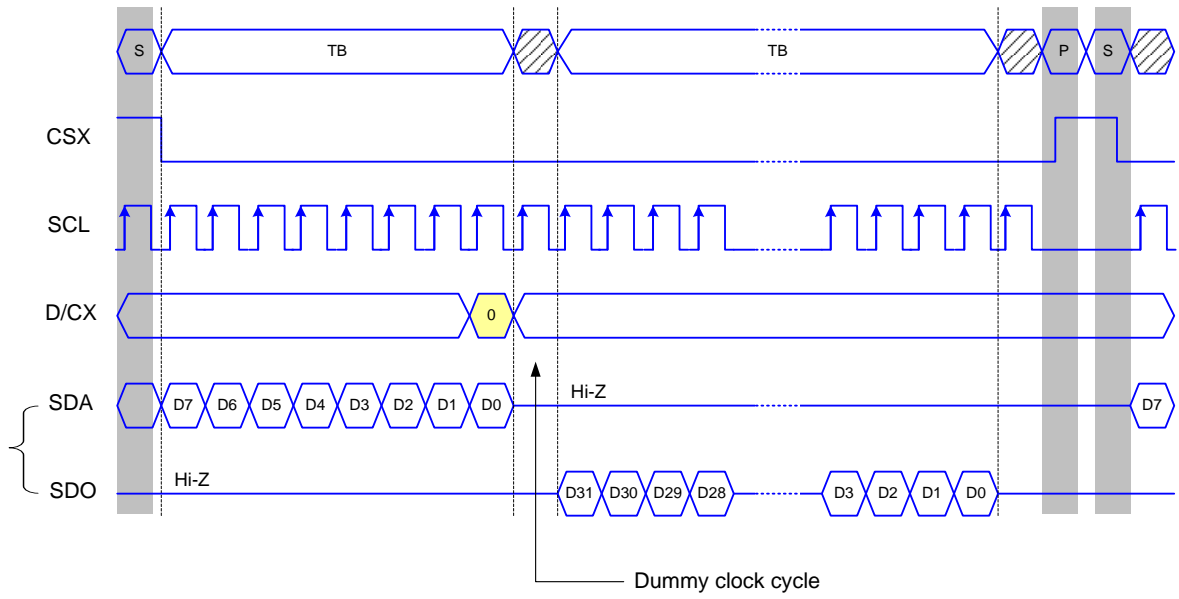 S TB TB P S
CSX
SCL
D/CX 0
Hi-Z
SDA D7 D6 D5 D4 D3 D2 D1 D0 D7
Hi-Z
SDO D31 D30 D29 D28 D3 D2 D1 D0
Dummy clock cycle